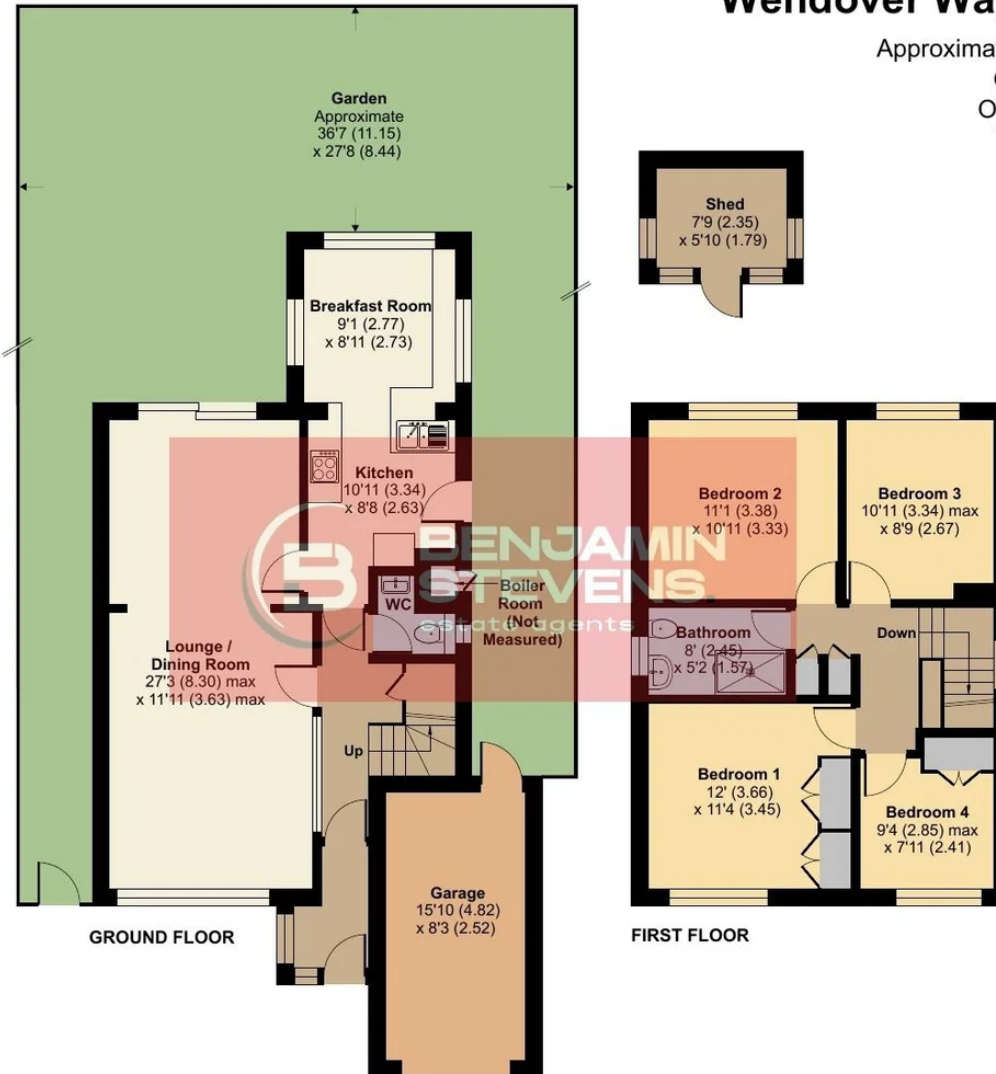 Wendover Wa
Approxima
O
Garden
Approximate
36'7 (11.15)
x 27'8 (8.44)
Shed
7'9 (2.35)
x 5'10 (1.79)
Breakfast Room
9'1 (2.77)
x 8'11 (2.73)
Kitchen
10'11 (3.34)
x 8'8 (2.63)
Bedroom 2
11'1 (3.38)
x 10'11 (3.33)
Bedroom 3
10'11 (3.34) max
x 8'9 (2.67)
BENJAMIN
STEVENS.
estate agents
Boiler
Room
(Not
Measured)
WC
Lounge /
Dining Room
27'3 (8.30) max
x 11'11 (3.63) max
Bathroom
8' (2.45)
x 5'2 (1.57)
Down
Up
Bedroom 1
12' (3.66)
x 11'4 (3.45)
Bedroom 4
9'4 (2.85) max
x 7'11 (2.41)
Garage
15'10 (4.82)
x 8'3 (2.52)
GROUND FLOOR
FIRST FLOOR